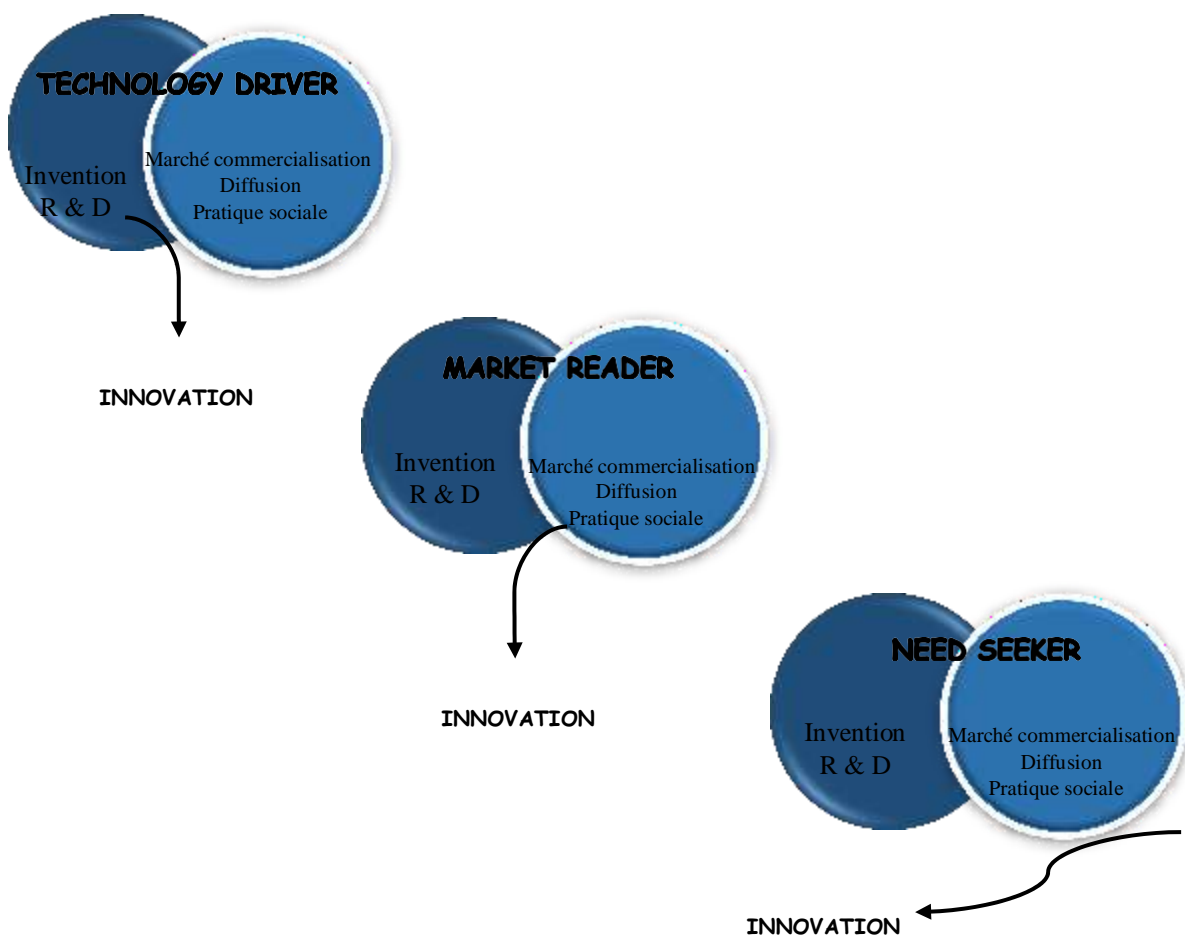 TECHNOLOGY DRIVER
Invention
R & D
Marché commercialisation
Diffusion
Pratique sociale
INNOVATION
MARKET READER
Invention
R & D
Marché commercialisation
Diffusion
Pratique sociale
INNOVATION
NEED SEEKER
Invention
R & D
Marché commercialisation
Diffusion
Pratique sociale
INNOVATION